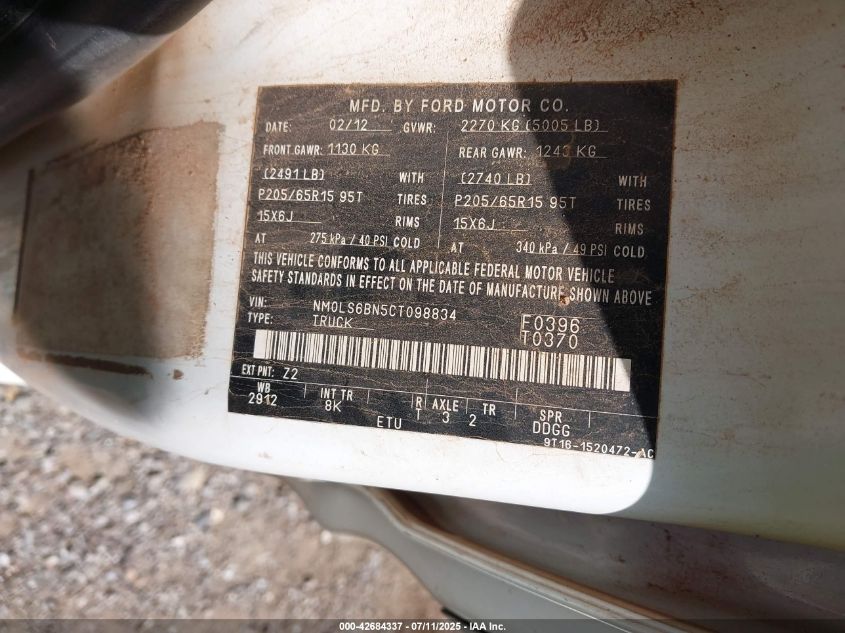 MFD. BY FORD MOTOR CO.
DATE: 02/12 GVWR: 2270 KG (5005 LB)
FRONT GAWR: 1130 KG REAR GAWR: 1243 KG
(2491 LB) WITH (2740 LB) WITH
P205/65R15 95T TIRES P205/65R15 95T TIRES
15X6J RIMS 15X6J RIMS
AT 275 kPa / 40 PSI COLD AT 340 kPa / 49 PSI COLD
THIS VEHICLE CONFORMS TO ALL APPLICABLE FEDERAL MOTOR VEHICLE
SAFETY STANDARDS IN EFFECT ON THE DATE OF MANUFACTURE SHOWN ABOVE
VIN: NM0LS6BN5CT098834 F0396
TYPE: TRUCK T0370
EXT PNT: Z2
WB INT TR R AXLE TR SPR
2912 8K T 3 2 DDGG
ETU 9T16-1520472-AC
000-42684337 - 07/11/2025 - IAA Inc.